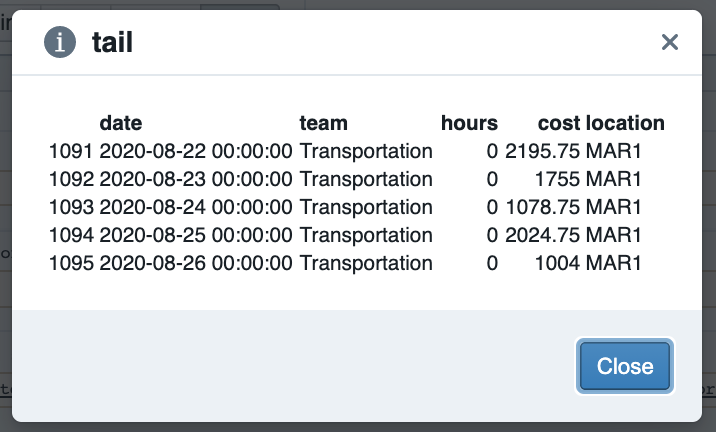 tail
date team hours cost location
1091 2020-08-22 00:00:00 Transportation 0 2195.75 MAR1
1092 2020-08-23 00:00:00 Transportation 0 1755 MAR1
1093 2020-08-24 00:00:00 Transportation 0 1078.75 MAR1
1094 2020-08-25 00:00:00 Transportation 0 2024.75 MAR1
1095 2020-08-26 00:00:00 Transportation 0 1004 MAR1
Close